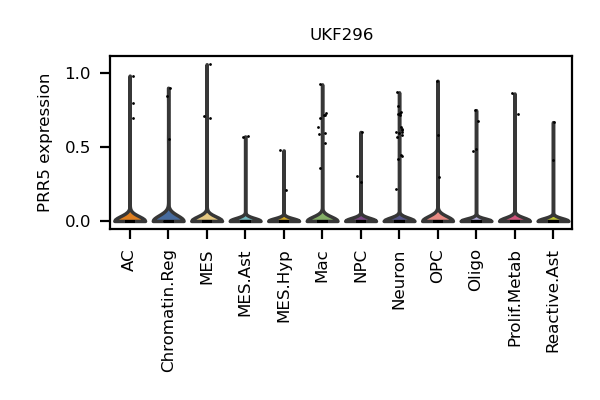 UKF296
PRR5 expression
1.0
0.5
0.0
AC
Chromatin.Reg
MES
MES.Ast
MES.Hyp
Mac
NPC
Neuron
OPC
Oligo
Prolif.Metab
Reactive.Ast